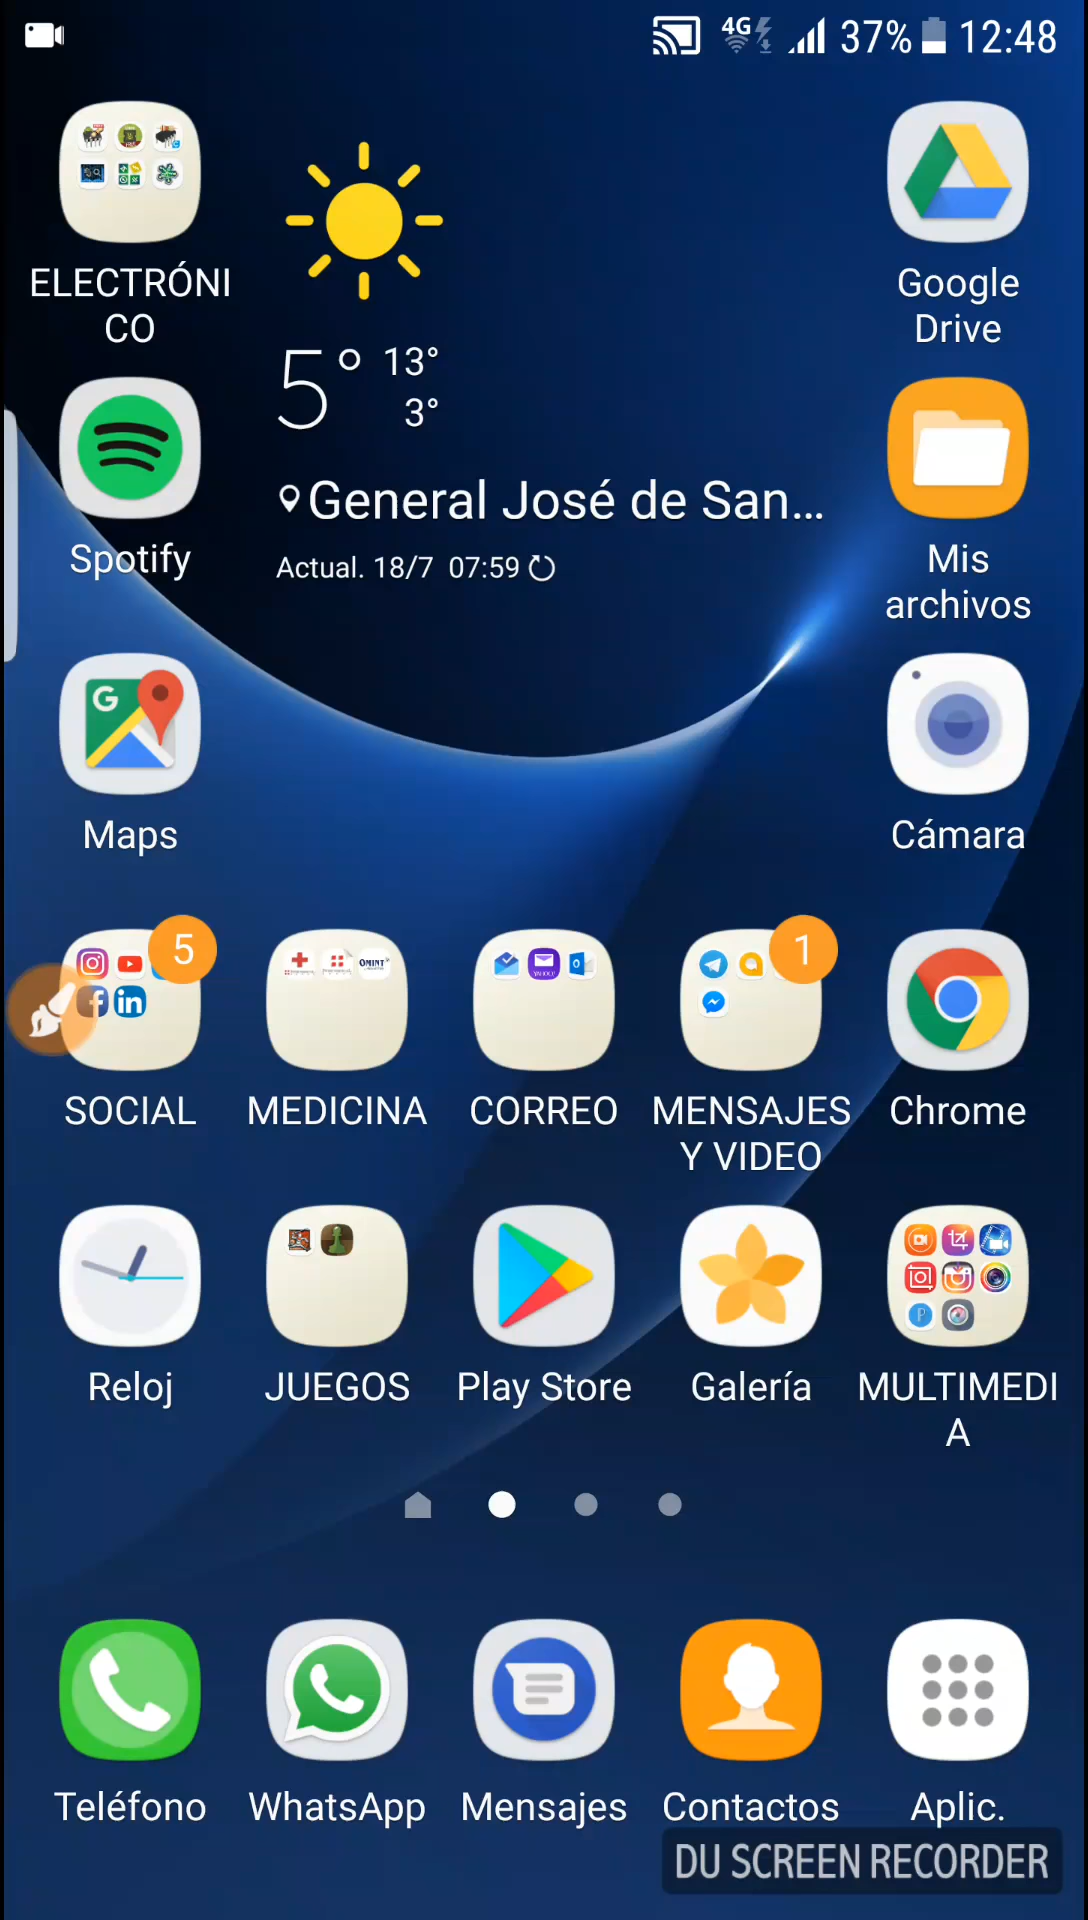 4G 37% 12:48
ELECTRÓNI
CO
Google
Drive
5° 13°
3°
General José de San...
Actual. 18/7 07:59
Spotify
Mis
archivos
G
Maps
Cámara
5
1
OMINT
YAHOO!
SOCIAL
MEDICINA
CORREO
MENSAJES
Y VIDEO
Chrome
Reloj
JUEGOS
Play Store
Galería
MULTIMEDI
A
Teléfono
WhatsApp
Mensajes
Contactos
Aplic.
DU SCREEN RECORDER